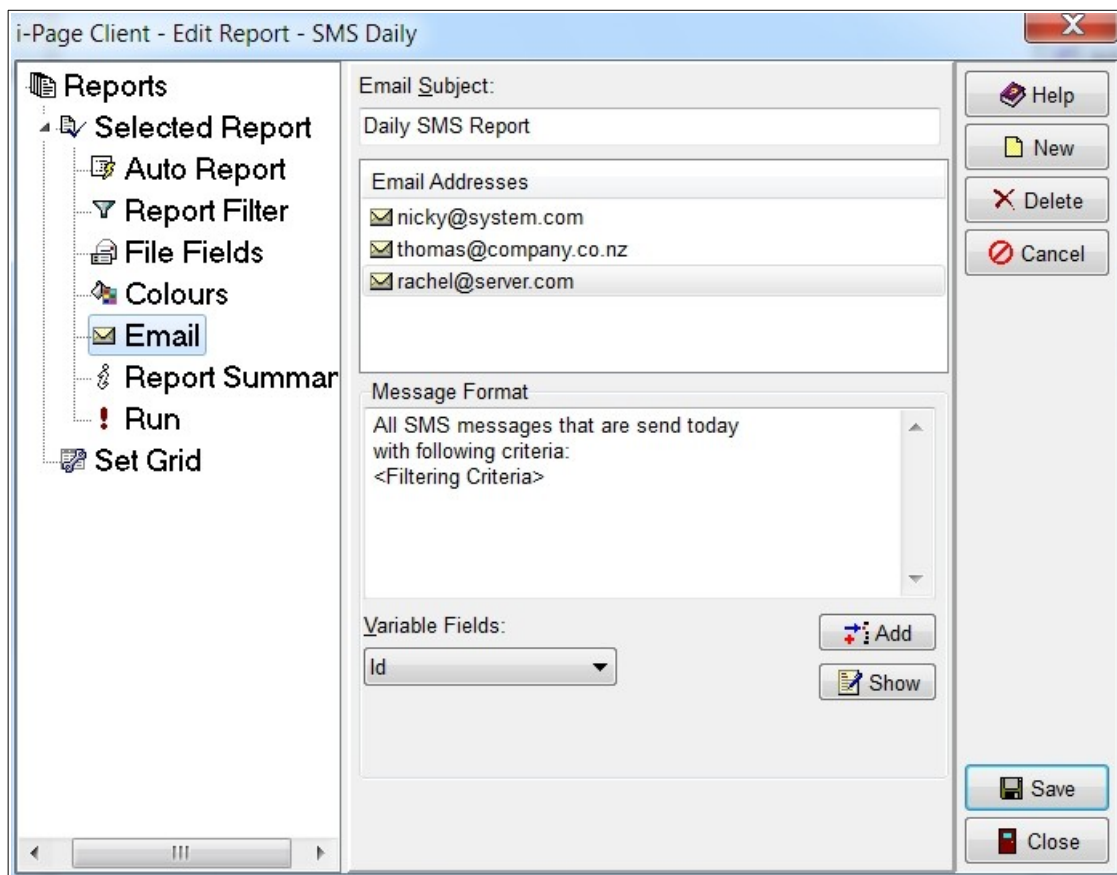 i-Page Client - Edit Report - SMS Daily
X
Reports
Selected Report
Auto Report
Report Filter
File Fields
Colours
Email
Report Summar
Run
Set Grid
Email Subject:
Daily SMS Report
Email Addresses
nicky@system.com
thomas@company.co.nz
rachel@server.com
Message Format
All SMS messages that are send today
with following criteria:
<Filtering Criteria>
Variable Fields:
Id
Add
Show
Help
New
Delete
Cancel
Save
Close